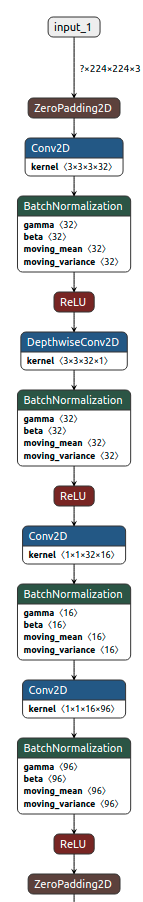 input_1
?×224×224×3
ZeroPadding2D
Conv2D
kernel ⟨3×3×3×32⟩
BatchNormalization
gamma ⟨32⟩
beta ⟨32⟩
moving_mean ⟨32⟩
moving_variance ⟨32⟩
ReLU
DepthwiseConv2D
kernel ⟨3×3×32×1⟩
BatchNormalization
gamma ⟨32⟩
beta ⟨32⟩
moving_mean ⟨32⟩
moving_variance ⟨32⟩
ReLU
Conv2D
kernel ⟨1×1×32×16⟩
BatchNormalization
gamma ⟨16⟩
beta ⟨16⟩
moving_mean ⟨16⟩
moving_variance ⟨16⟩
Conv2D
kernel ⟨1×1×16×96⟩
BatchNormalization
gamma ⟨96⟩
beta ⟨96⟩
moving_mean ⟨96⟩
moving_variance ⟨96⟩
ReLU
ZeroPadding2D